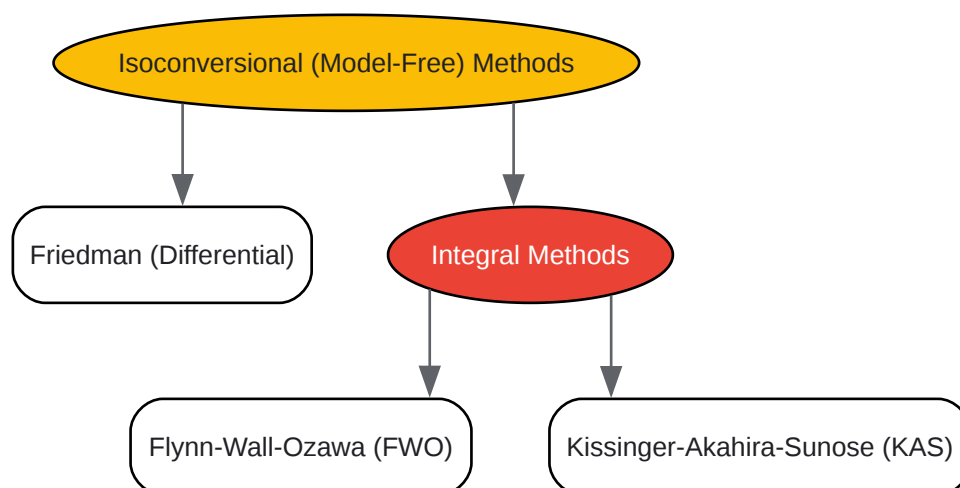 Isoconversional (Model-Free) Methods
Friedman (Differential)
Integral Methods
Flynn-Wall-Ozawa (FWO)
Kissinger-Akahira-Sunose (KAS)